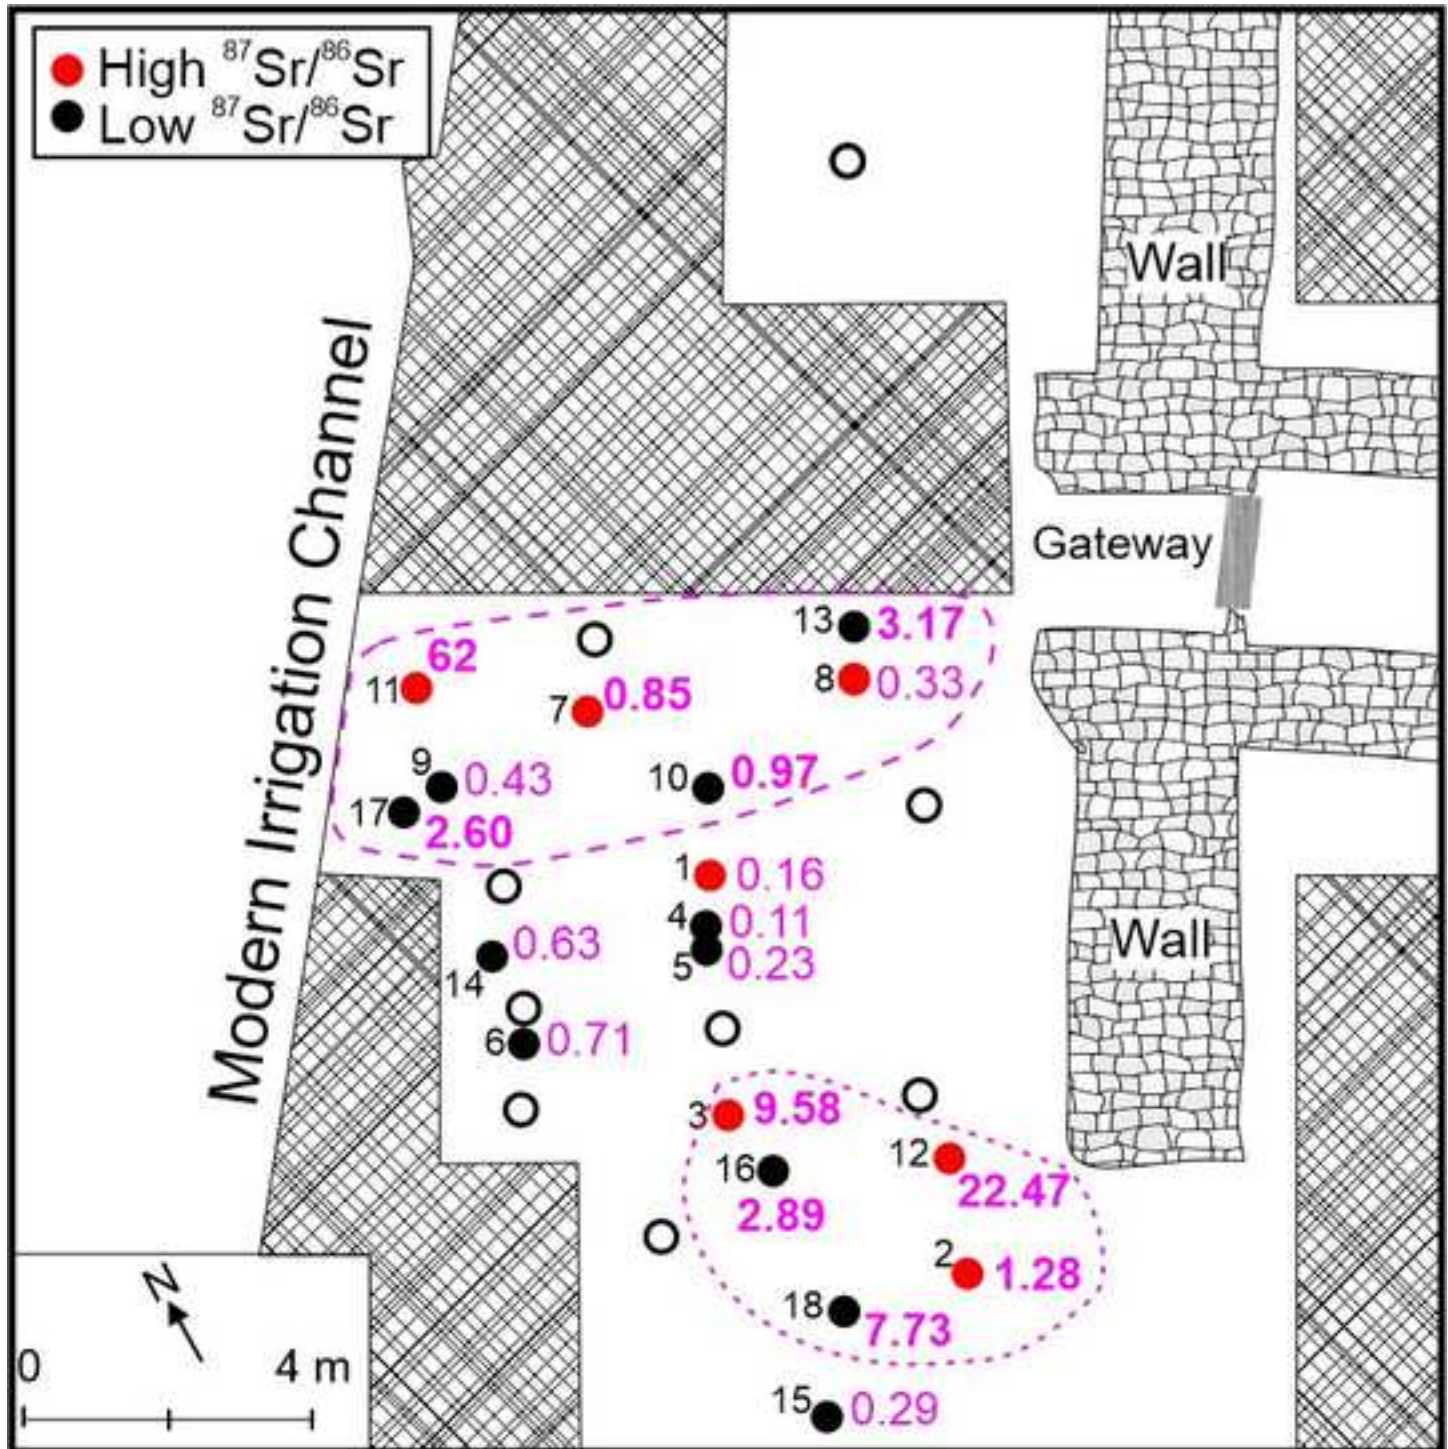 High ⁸⁷Sr/⁸⁶Sr
Low ⁸⁷Sr/⁸⁶Sr
Wall
Modern Irrigation Channel
Gateway
13 3.17
62
11
8 0.33
7 0.85
9 0.43
10 0.97
17 2.60
1 0.16
4 0.11
5 0.23
0.63
14
Wall
6 0.71
3 9.58
12
22.47
16
2.89
2 1.28
18
7.73
N
0 4 m
15 0.29